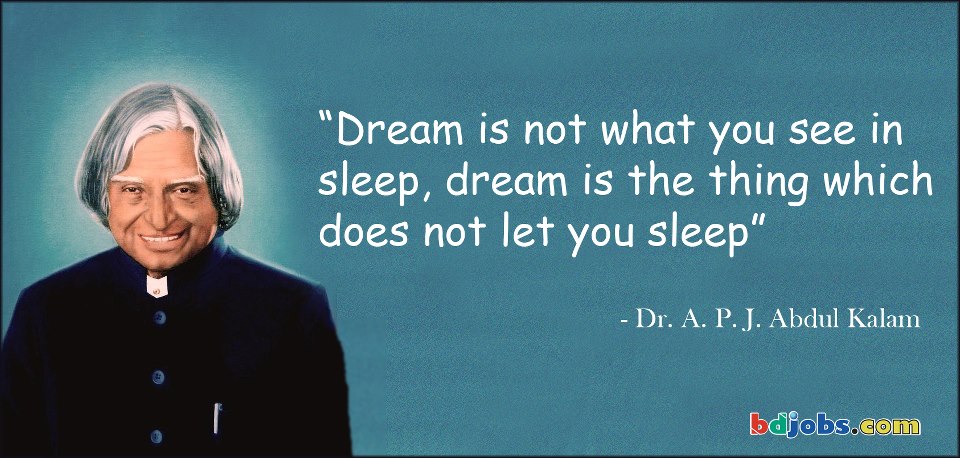 “Dream is not what you see in
sleep, dream is the thing which
does not let you sleep”
- Dr. A. P. J. Abdul Kalam
bdjobs.com